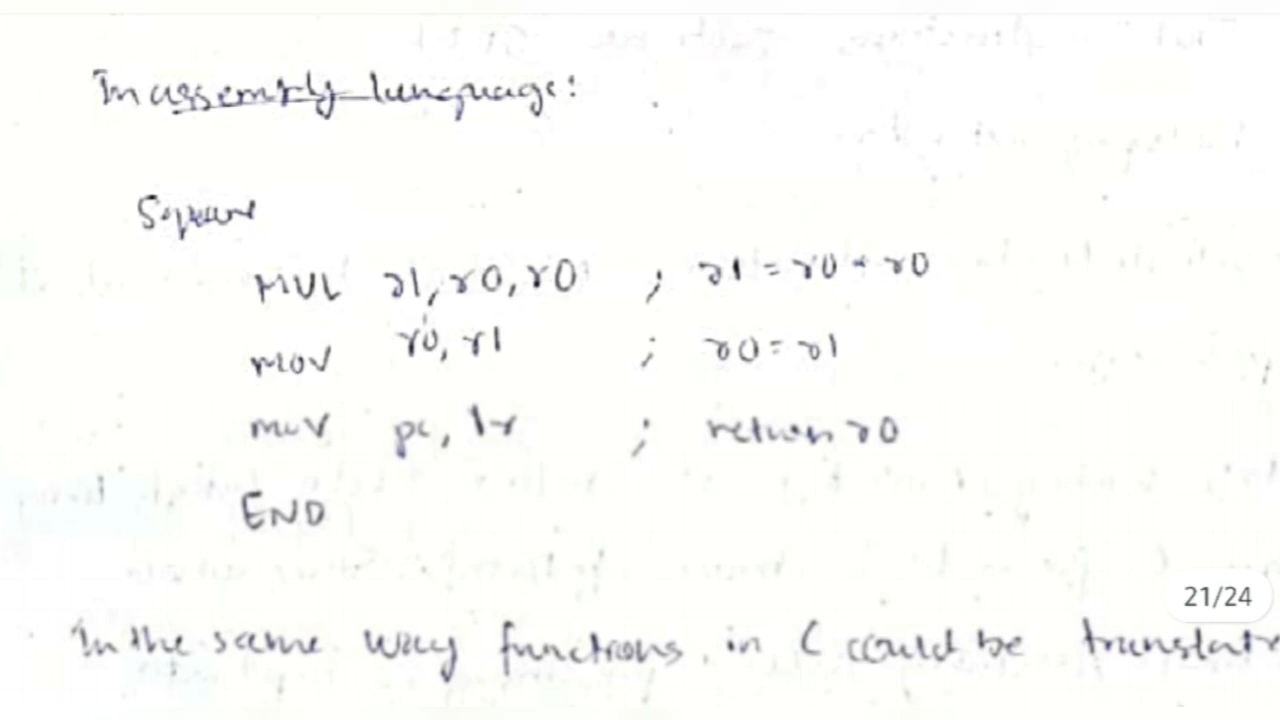 In assembly language:
Square
MUL r1, r0, r0 ; r1 = r0 * r0
MOV r0, r1 ; r0 = r1
MOV pc, lr ; return r0
END
21/24
In the same way functions in C could be translate